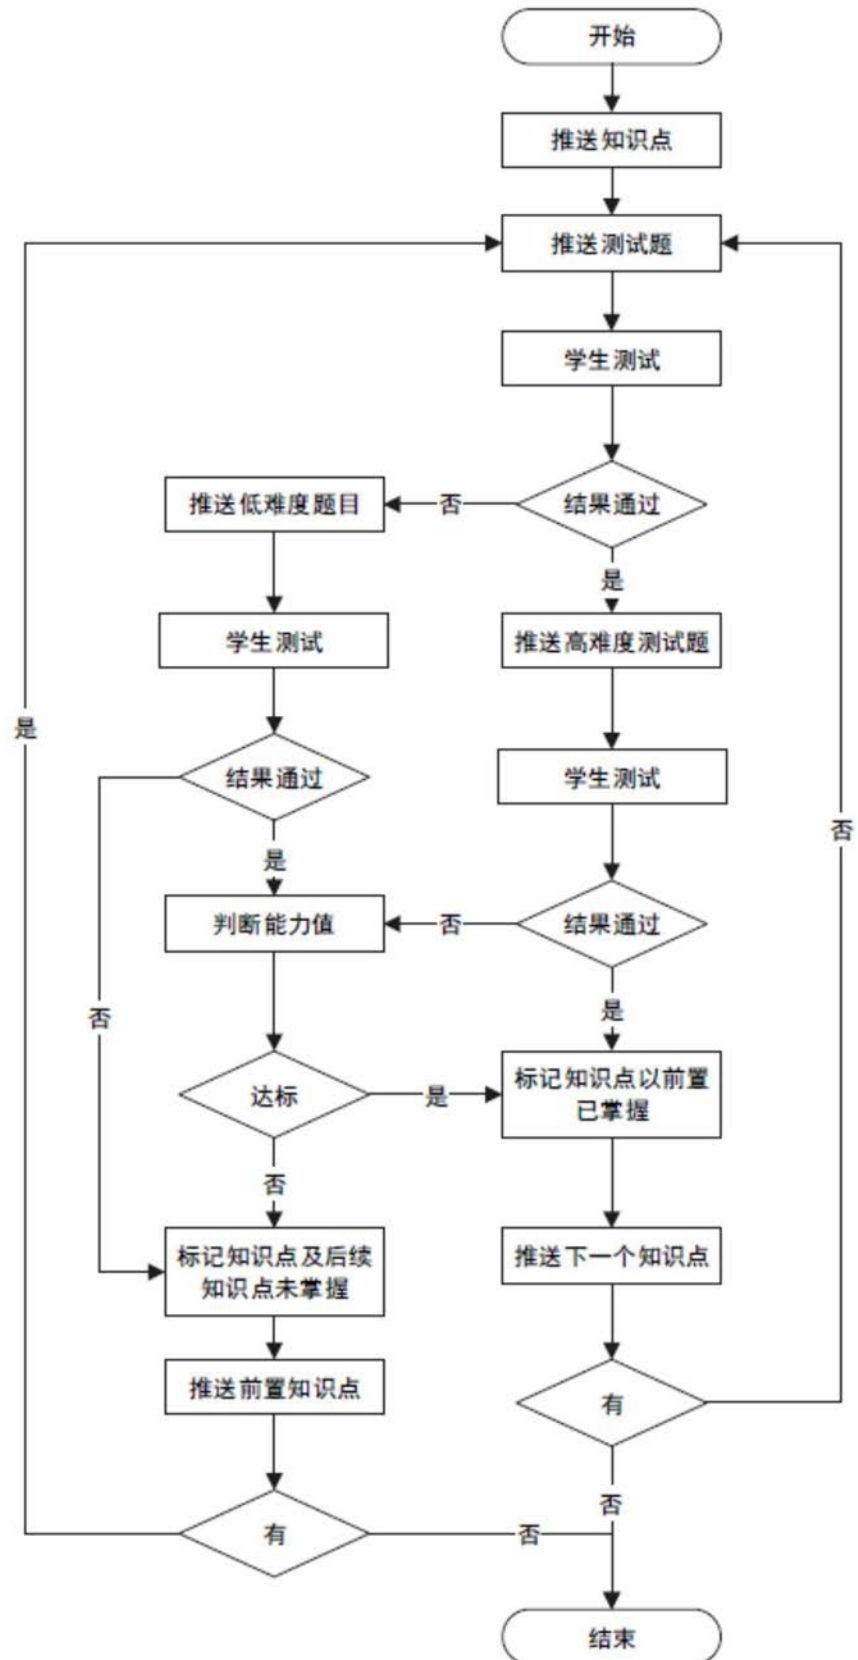 开始
推送知识点
推送测试题
学生测试
推送低难度题目
否
结果通过
是
学生测试
推送高难度测试题
是
结果通过
学生测试
否
是
判断能力值
否
结果通过
否
是
达标
是
标记知识点以前置
已掌握
否
标记知识点及后续
知识点未掌握
推送下一个知识点
推送前置知识点
有
否
有
否
结束